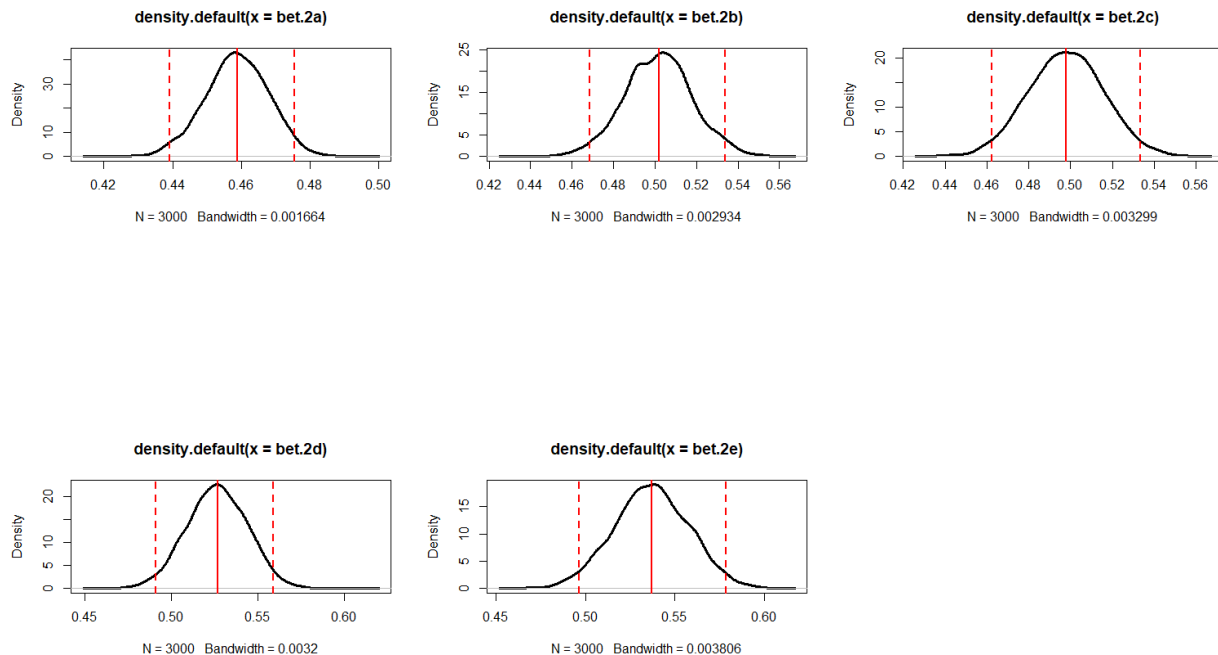 density.default(x = bet.2a)
Density
0
10
30
0.42 0.44 0.46 0.48 0.50
N = 3000 Bandwidth = 0.001664
density.default(x = bet.2b)
Density
0
5
15
25
0.42 0.44 0.46 0.48 0.50 0.52 0.54 0.56
N = 3000 Bandwidth = 0.002934
density.default(x = bet.2c)
Density
0
5
10
20
0.42 0.44 0.46 0.48 0.50 0.52 0.54 0.56
N = 3000 Bandwidth = 0.003299
density.default(x = bet.2d)
Density
0
5
10
20
0.45 0.50 0.55 0.60
N = 3000 Bandwidth = 0.0032
density.default(x = bet.2e)
Density
0
5
10
15
0.45 0.50 0.55 0.60
N = 3000 Bandwidth = 0.003806